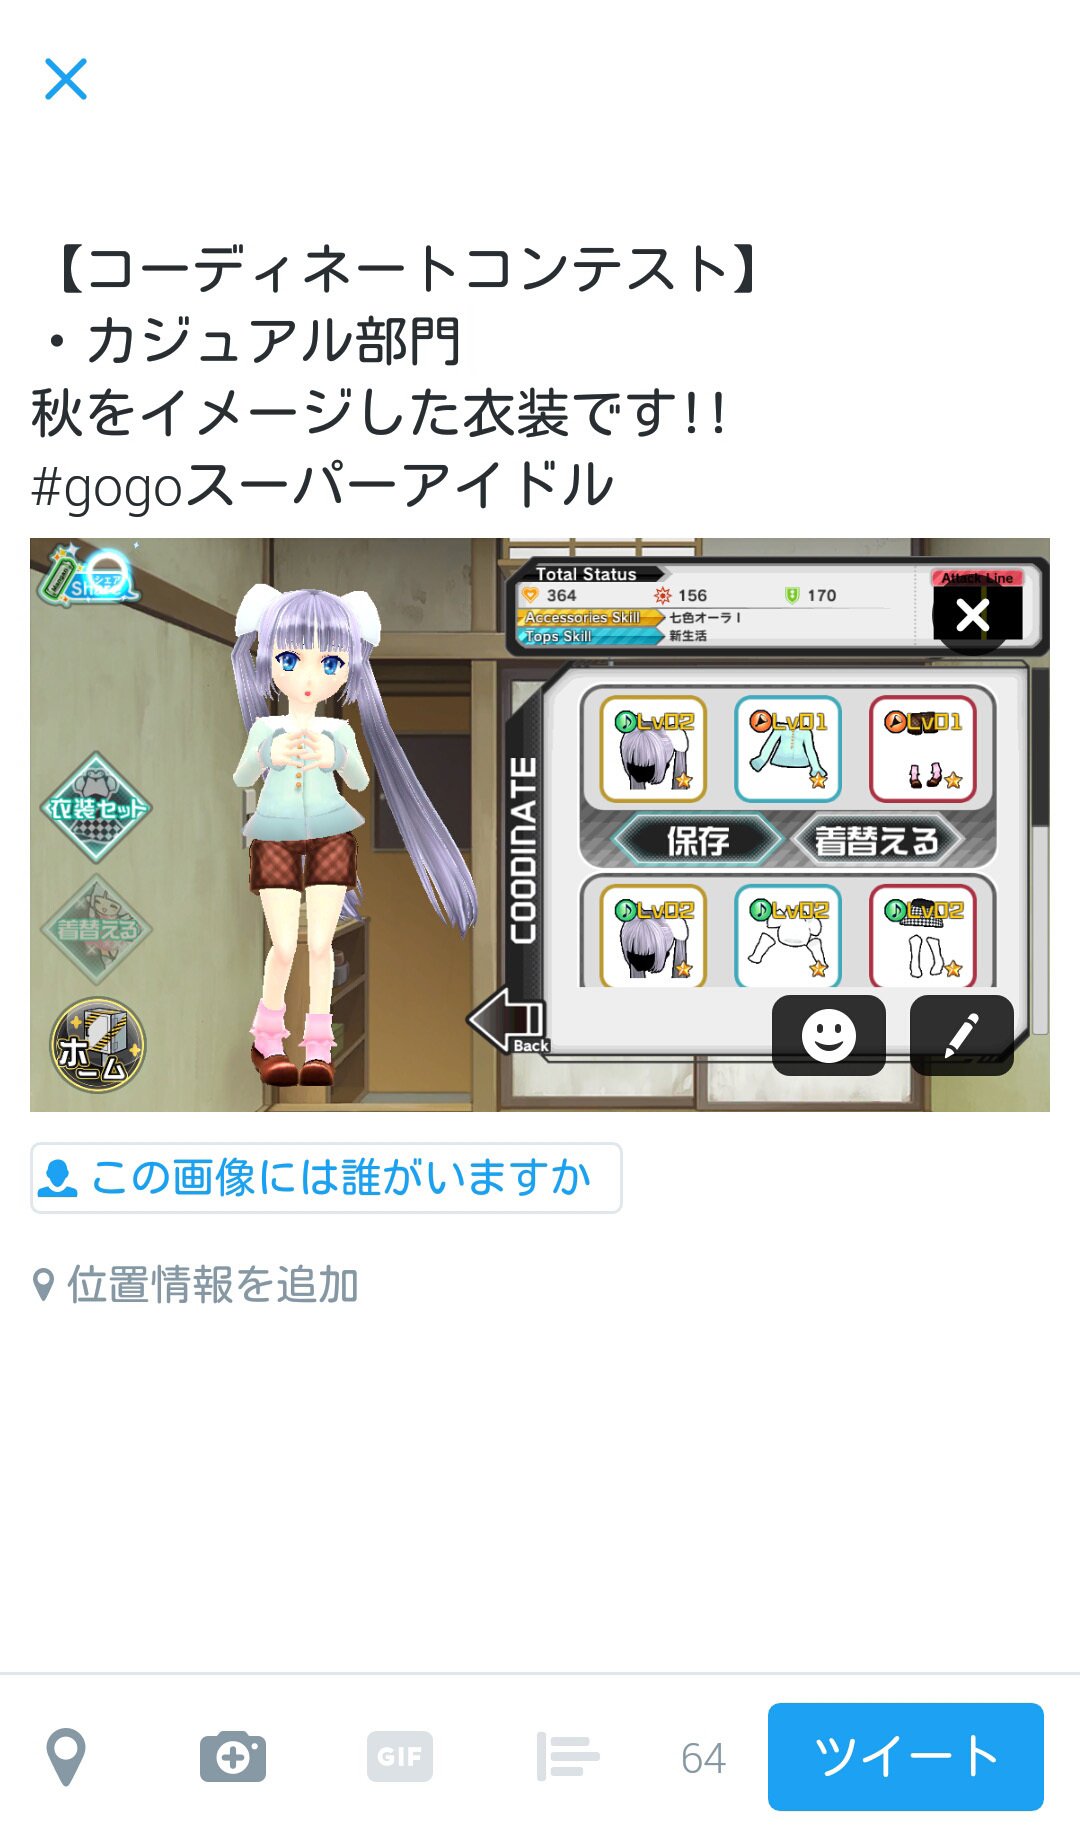 【コーディネートコンテスト】
・カジュアル部門
秋をイメージした衣装です!!
#gogoスーパーアイドル
シェア
Share
Total Status
364
156
170
Accessories Skill
七色オーラ!
Tops Skill
新生活
Attack Line
COODINATE
Lv02
Lv01
Lv01
保存
着替える
Lv02
Lv02
Lv02
衣装セット
着替える
ホーム
Back
この画像には誰がいますか
位置情報を追加
GIF
64
ツイート